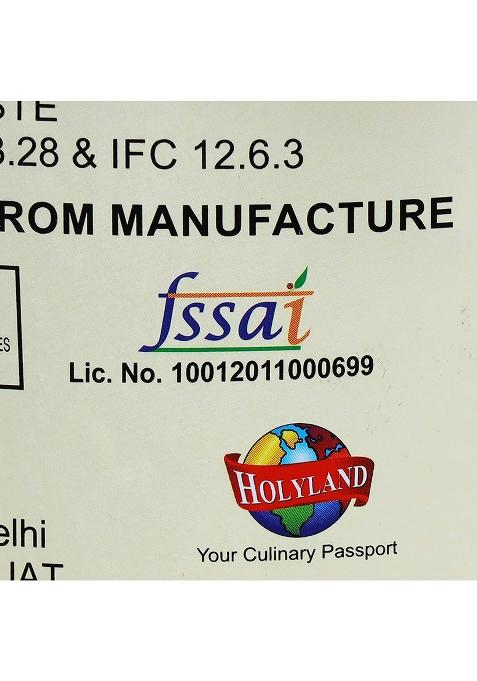 STE
3.28 & IFC 12.6.3
ROM MANUFACTURE
ES
fssai
Lic. No. 10012011000699
HOLYLAND
elhi
Your Culinary Passport
JAT